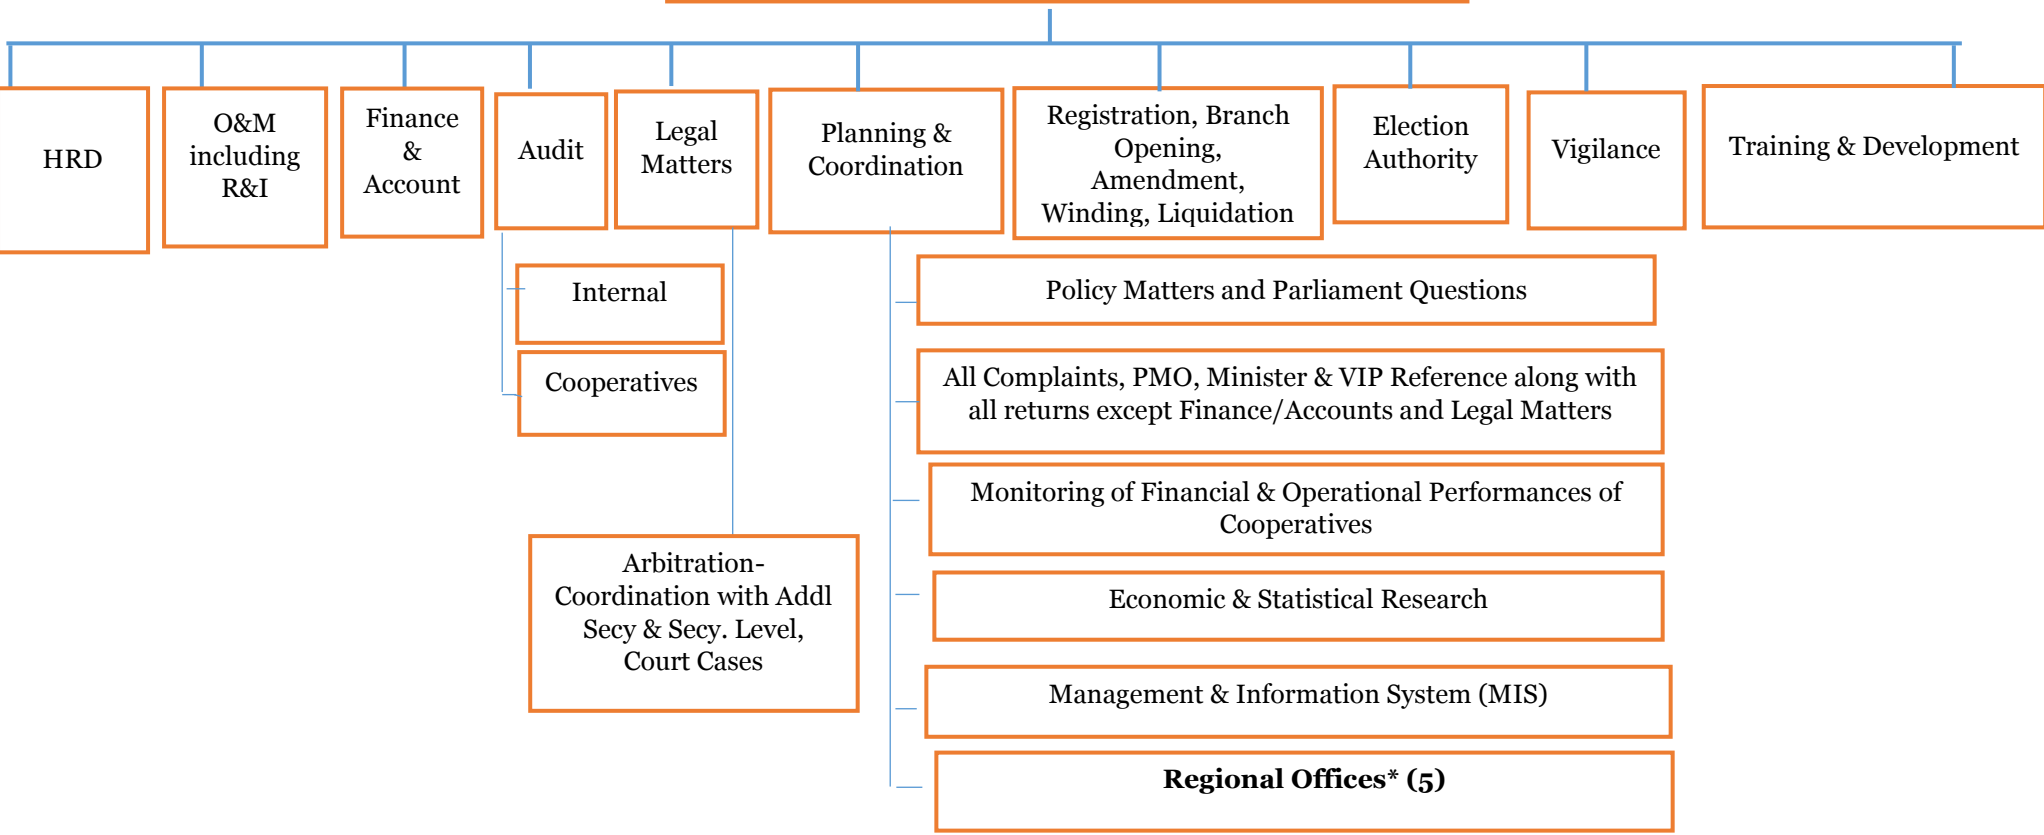 HRD
O&M
including
R&I
Finance
&
Account
Audit
Legal
Matters
Planning &
Coordination
Registration, Branch
Opening,
Amendment,
Winding, Liquidation
Election
Authority
Vigilance
Training & Development
Internal
Cooperatives
Arbitration-
Coordination with Addl
Secy & Secy. Level,
Court Cases
Policy Matters and Parliament Questions
All Complaints, PMO, Minister & VIP Reference along with
all returns except Finance/Accounts and Legal Matters
Monitoring of Financial & Operational Performances of
Cooperatives
Economic & Statistical Research
Management & Information System (MIS)
Regional Offices* (5)